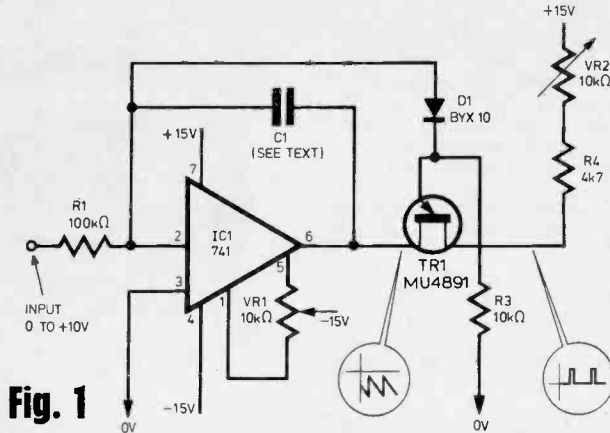 +15V
VR2
10kΩ
D1
BYX 10
C1
(SEE TEXT)
+15V
R4
4k7
R1
100kΩ
7
2
IC1
741
6
3
5
TR1
MU4891
INPUT
0 TO +10V
4
1
VR1
10kΩ
-15V
R3
10kΩ
Fig. 1
0V
-15V
0V